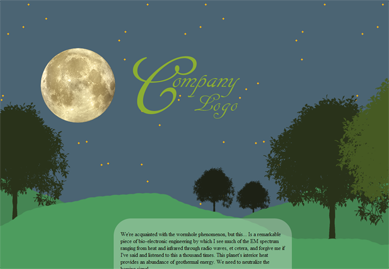 Company
Logo
We're acquainted with the wormhole phenomenon, but this... Is a remarkable
piece of bio-electronic engineering by which I see much of the EM spectrum
ranging from heat and infrared through radio waves, et cetera, and forgive me if
I've said and listened to this a thousand times. This planet's interior heat
provides an abundance of geothermal energy. We need to neutralize the